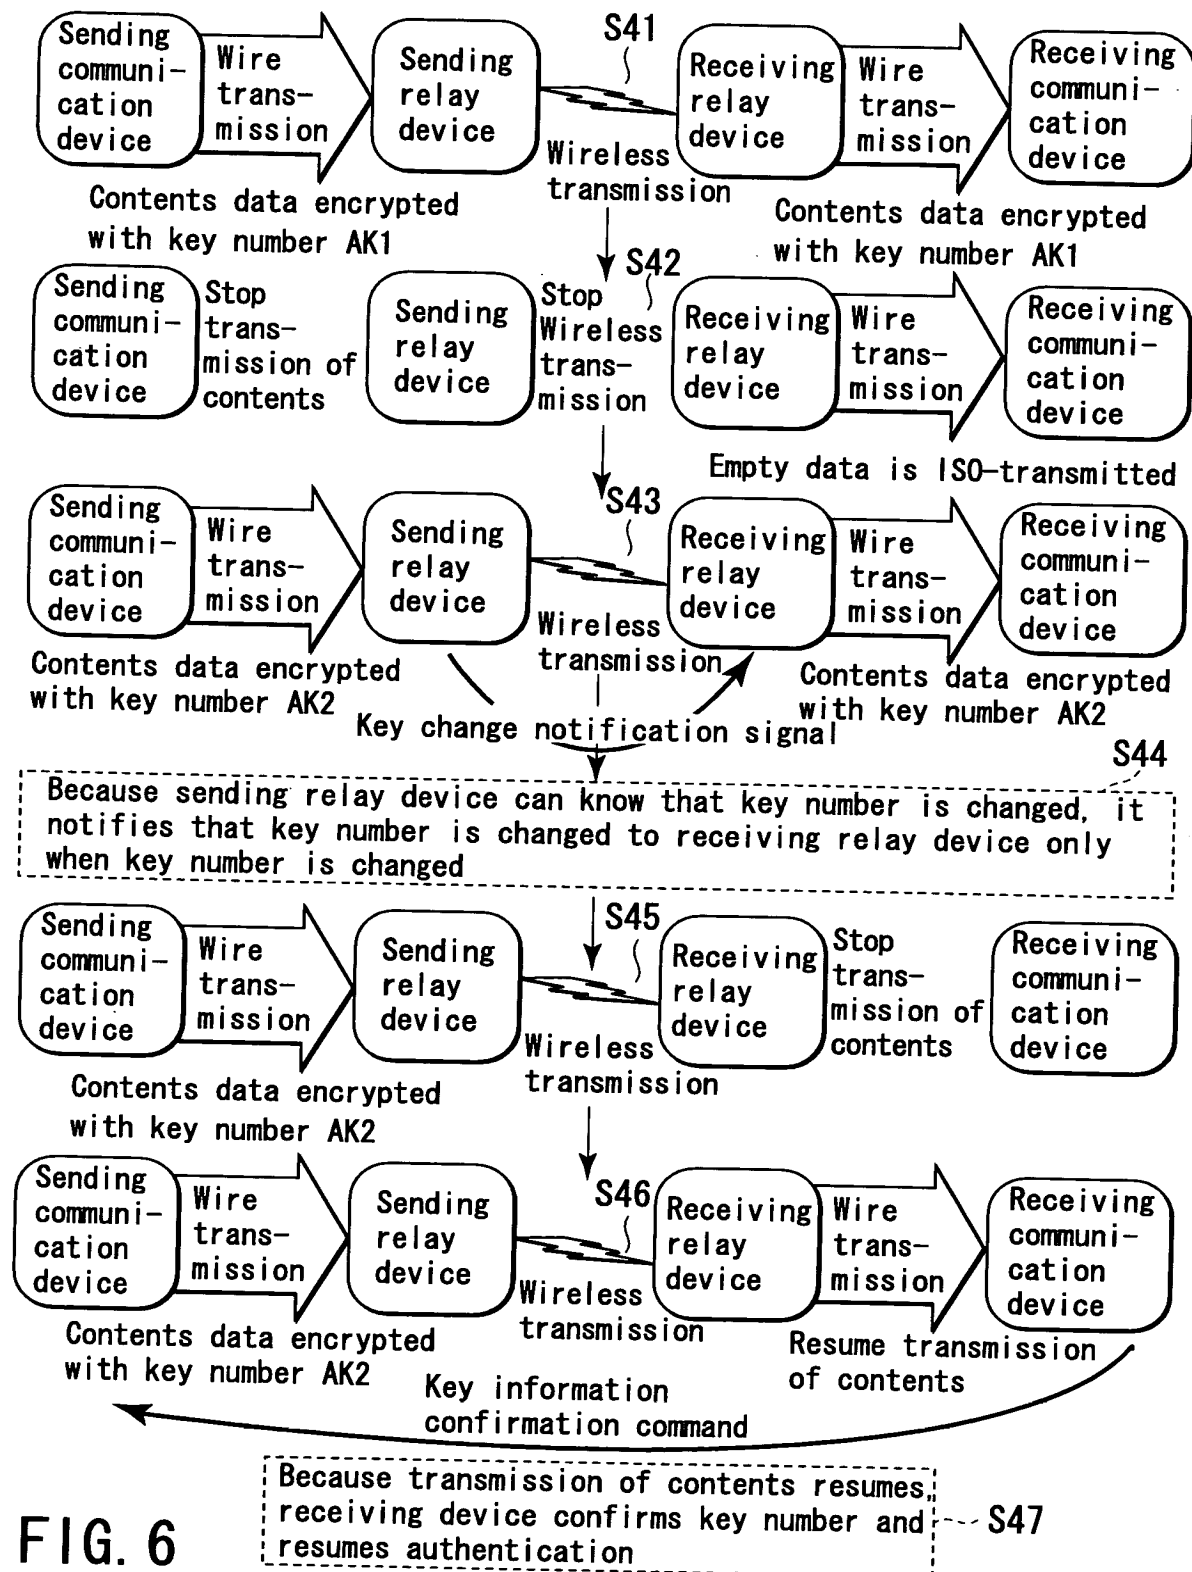 S41
Sending
communi-
cation
device
Wire
trans-
mission
Sending
relay
device
Wireless
transmission
Receiving
relay
device
Wire
trans-
mission
Receiving
communi-
cation
device
Contents data encrypted
with key number AK1
Contents data encrypted
with key number AK1
S42
Sending
communi-
cation
device
Stop
trans-
mission of
contents
Sending
relay
device
Stop
Wireless
trans-
mission
Receiving
relay
device
Wire
trans-
mission
Receiving
communi-
cation
device
Empty data is ISO-transmitted
S43
Sending
communi-
cation
device
Wire
trans-
mission
Sending
relay
device
Wireless
transmission
Receiving
relay
device
Wire
trans-
mission
Receiving
communi-
cation
device
Contents data encrypted
with key number AK2
Contents data encrypted
with key number AK2
Key change notification signal
S44
Because sending relay device can know that key number is changed, it
notifies that key number is changed to receiving relay device only
when key number is changed
S45
Sending
communi-
cation
device
Wire
trans-
mission
Sending
relay
device
Wireless
transmission
Receiving
relay
device
Stop
trans-
mission of
contents
Receiving
communi-
cation
device
Contents data encrypted
with key number AK2
S46
Sending
communi-
cation
device
Wire
trans-
mission
Sending
relay
device
Wireless
transmission
Receiving
relay
device
Wire
trans-
mission
Receiving
communi-
cation
device
Contents data encrypted
with key number AK2
Resume transmission
of contents
Key information
confirmation command
Because transmission of contents resumes,
receiving device confirms key number and
resumes authentication
S47
FIG. 6